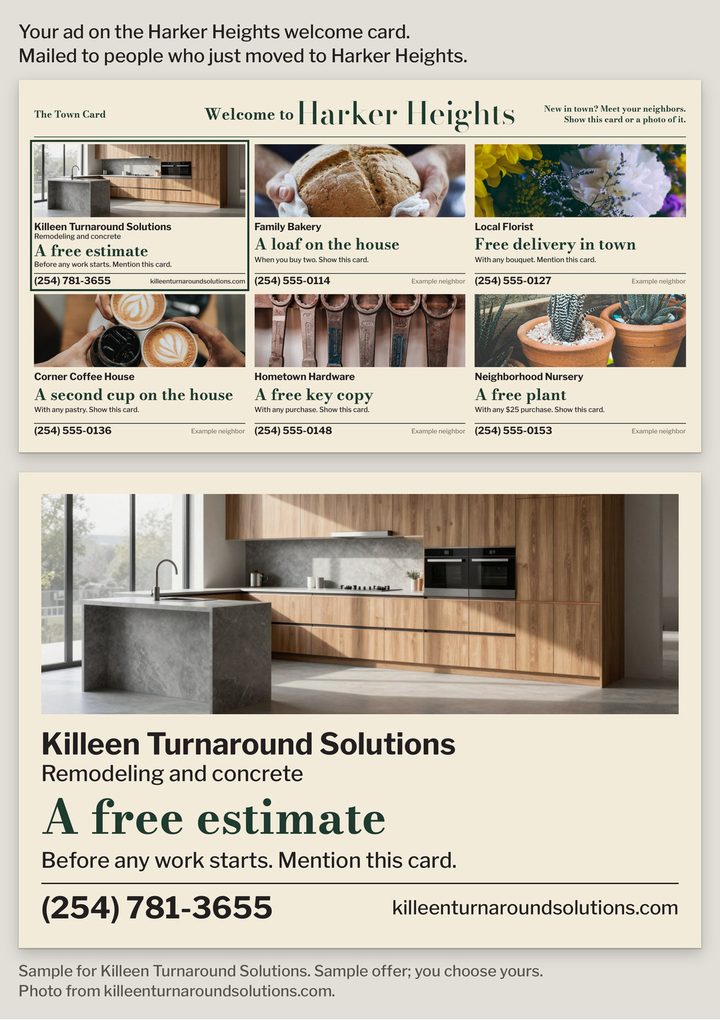 Your ad on the Harker Heights welcome card.
Mailed to people who just moved to Harker Heights.
The Town Card
Welcome to Harker Heights
New in town? Meet your neighbors.
Show this card or a photo of it.
Killeen Turnaround Solutions
Remodeling and concrete
A free estimate
Before any work starts. Mention this card.
(254) 781-3655
killeenturnaroundsolutions.com
Family Bakery
A loaf on the house
When you buy two. Show this card.
(254) 555-0114
Example neighbor
Local Florist
Free delivery in town
With any bouquet. Mention this card.
(254) 555-0127
Example neighbor
Corner Coffee House
A second cup on the house
With any pastry. Show this card.
(254) 555-0136
Example neighbor
Hometown Hardware
A free key copy
With any purchase. Show this card.
(254) 555-0148
Example neighbor
Neighborhood Nursery
A free plant
With any $25 purchase. Show this card.
(254) 555-0153
Example neighbor
Killeen Turnaround Solutions
Remodeling and concrete
A free estimate
Before any work starts. Mention this card.
(254) 781-3655
killeenturnaroundsolutions.com
Sample for Killeen Turnaround Solutions. Sample offer; you choose yours.
Photo from killeenturnaroundsolutions.com.